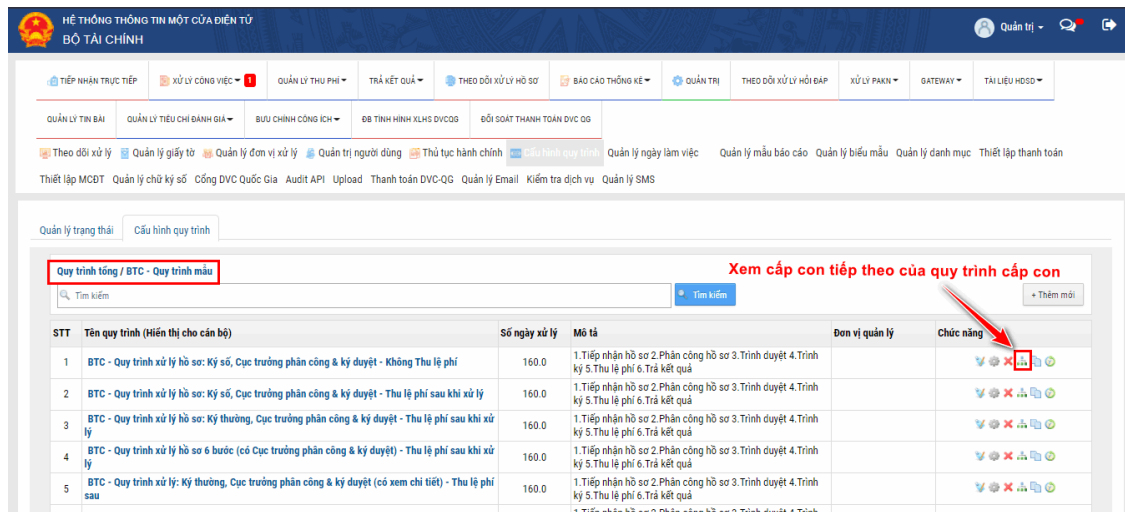 HỆ THỐNG THÔNG TIN MỘT CỬA ĐIỆN TỬ
BỘ TÀI CHÍNH
Quản trị
TIẾP NHẬN TRỰC TIẾP XỬ LÝ CÔNG VIỆC 1 QUẢN LÝ THU PHÍ TRẢ KẾT QUẢ THEO DÕI XỬ LÝ HỒ SƠ BÁO CÁO THỐNG KÊ QUẢN TRỊ THEO DÕI XỬ LÝ HỎI ĐÁP XỬ LÝ PAKN GATEWAY TÀI LIỆU HDSD
QUẢN LÝ TIN BÀI QUẢN LÝ TIÊU CHÍ ĐÁNH GIÁ BƯU CHÍNH CÔNG ÍCH ĐB TÌNH HÌNH XLHS DVCQG ĐỐI SOÁT THANH TOÁN DVC QG
Theo dõi xử lý Quản lý giấy tờ Quản lý đơn vị xử lý Quản trị người dùng Thủ tục hành chính Cấu hình quy trình Quản lý ngày làm việc Quản lý mẫu báo cáo Quản lý biểu mẫu Quản lý danh mục Thiết lập thanh toán
Thiết lập MCĐT Quản lý chữ ký số Cổng DVC Quốc Gia Audit API Upload Thanh toán DVC-QG Quản lý Email Kiểm tra dịch vụ Quản lý SMS
Quản lý trạng thái Cấu hình quy trình
Quy trình tổng / BTC - Quy trình mẫu
Xem cấp con tiếp theo của quy trình cấp con
Tìm kiếm Tìm kiếm + Thêm mới
STT Tên quy trình (Hiển thị cho cán bộ) Số ngày xử lý Mô tả Đơn vị quản lý Chức năng
1 BTC - Quy trình xử lý hồ sơ: Ký số, Cục trưởng phân công & ký duyệt - Không Thu lệ phí 160.0 1.Tiếp nhận hồ sơ 2.Phân công hồ sơ 3.Trình duyệt 4.Trình
ký 5.Thu lệ phí 6.Trả kết quả
2 BTC - Quy trình xử lý hồ sơ: Ký số, Cục trưởng phân công & ký duyệt - Thu lệ phí sau khi xử lý 160.0 1.Tiếp nhận hồ sơ 2.Phân công hồ sơ 3.Trình duyệt 4.Trình
ký 5.Thu lệ phí 6.Trả kết quả
3 BTC - Quy trình xử lý hồ sơ: Ký thường, Cục trưởng phân công & ký duyệt - Thu lệ phí sau khi xử 160.0 1.Tiếp nhận hồ sơ 2.Phân công hồ sơ 3.Trình duyệt 4.Trình
lý ký 5.Thu lệ phí 6.Trả kết quả
4 BTC - Quy trình xử lý hồ sơ 6 bước (có Cục trưởng phân công & ký duyệt) - Thu lệ phí sau khi xử 160.0 1.Tiếp nhận hồ sơ 2.Phân công hồ sơ 3.Trình duyệt 4.Trình
lý ký 5.Thu lệ phí 6.Trả kết quả
5 BTC - Quy trình xử lý: Ký thường, Cục trưởng phân công & ký duyệt (có xem chi tiết) - Thu lệ phí 160.0 1.Tiếp nhận hồ sơ 2.Phân công hồ sơ 3.Trình duyệt 4.Trình
sau ký 5.Thu lệ phí 6.Trả kết quả